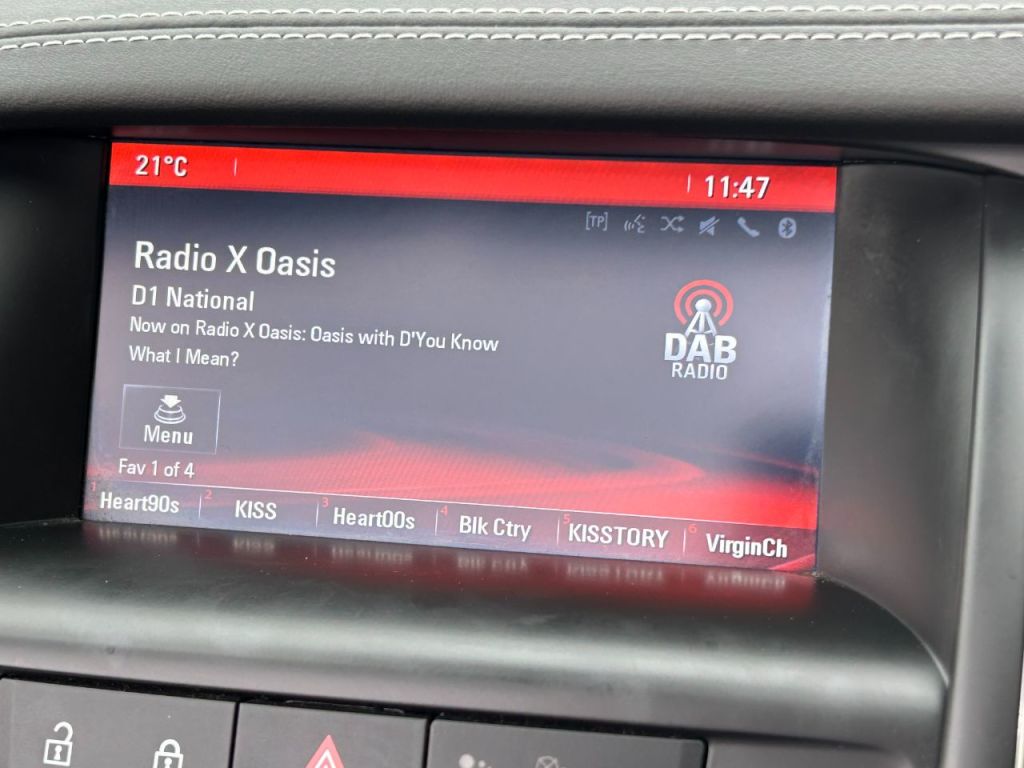 21°C
11:47
[TP]
Radio X Oasis
D1 National
Now on Radio X Oasis: Oasis with D'You Know
What I Mean?
DAB
RADIO
Menu
Fav 1 of 4
1 Heart90s 2 KISS 3 Heart00s 4 Blk Ctry 5 KISSTORY 6 VirginCh